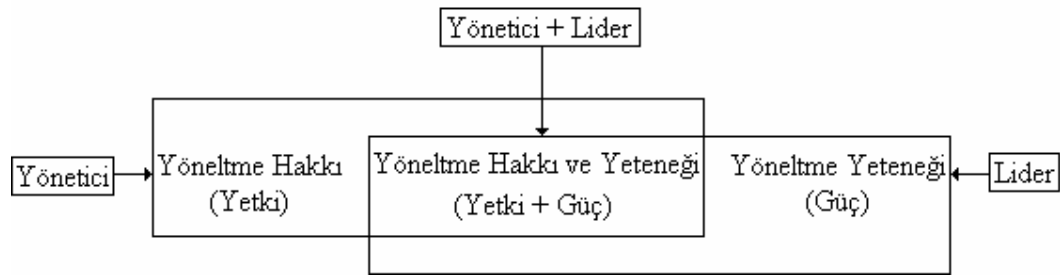 Yönetici + Lider
Yönetici
Yöneltme Hakkı
(Yetki)
Yöneltme Hakkı ve Yeteneği
(Yetki + Güç)
Yöneltme Yeteneği
(Güç)
Lider